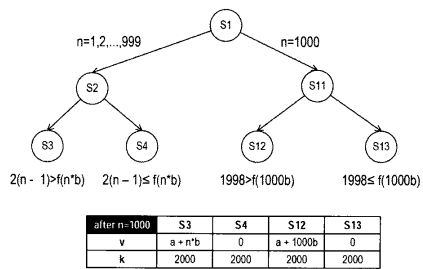 S1
n=1,2,...,999
n=1000
S2
S11
S3
S4
S12
S13
2(n - 1)>f(n*b)
2(n – 1)≤ f(n*b)
1998>f(1000b)
1998≤ f(1000b)
after n=1000 S3 S4 S12 S13
v a + n*b 0 a + 1000b 0
k 2000 2000 2000 2000